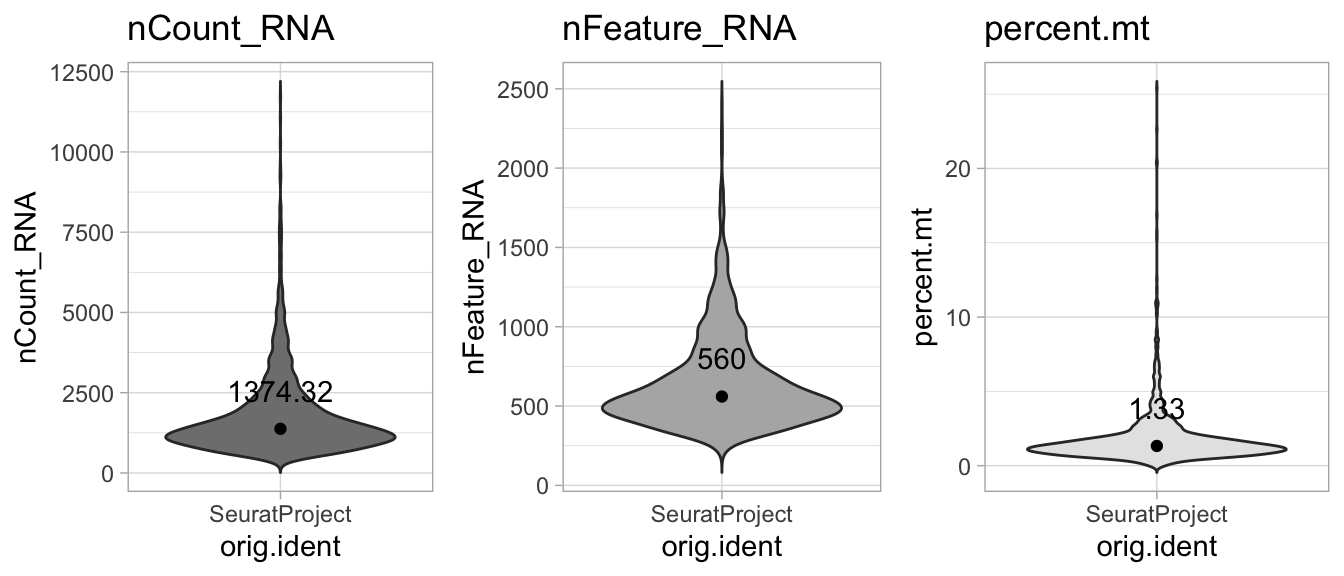 nCount_RNA
nCount_RNA
12500
10000
7500
5000
2500
0
1374.32
SeuratProject
orig.ident
nFeature_RNA
nFeature_RNA
2500
2000
1500
1000
500
0
560
SeuratProject
orig.ident
percent.mt
percent.mt
20
10
0
1.33
SeuratProject
orig.ident